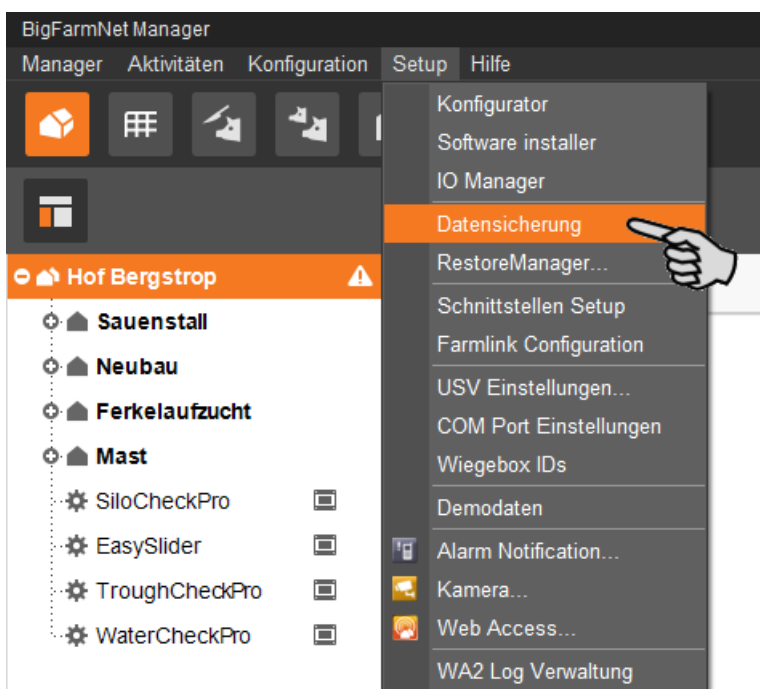 BigFarmNet Manager
Manager Aktivitäten Konfiguration Setup Hilfe
Konfigurator
Software installer
IO Manager
Datensicherung
RestoreManager...
Schnittstellen Setup
Farmlink Configuration
USV Einstellungen...
COM Port Einstellungen
Wiegebox IDs
Demodaten
Alarm Notification...
Kamera...
Web Access...
WA2 Log Verwaltung
Hof Bergstrop
Sauenstall
Neubau
Ferkelaufzucht
Mast
SiloCheckPro
EasySlider
TroughCheckPro
WaterCheckPro